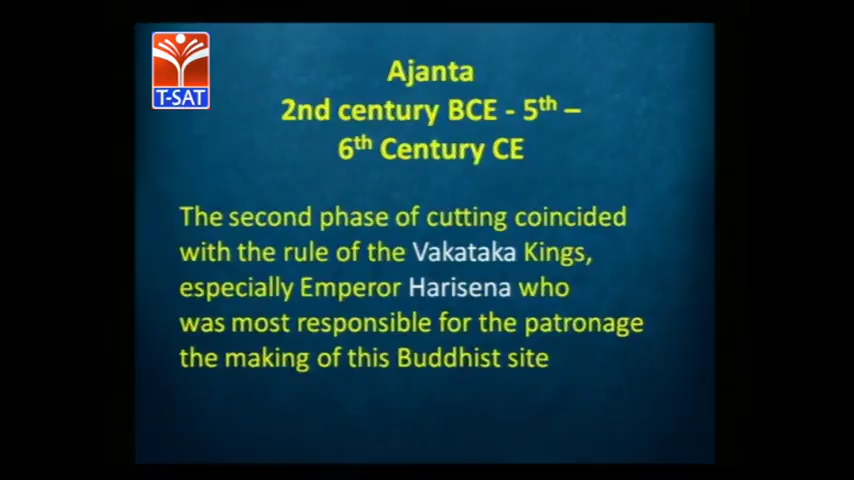 T-SAT
Ajanta
2nd century BCE - 5th –
6th Century CE
The second phase of cutting coincided
with the rule of the Vakataka Kings,
especially Emperor Harisena who
was most responsible for the patronage
the making of this Buddhist site